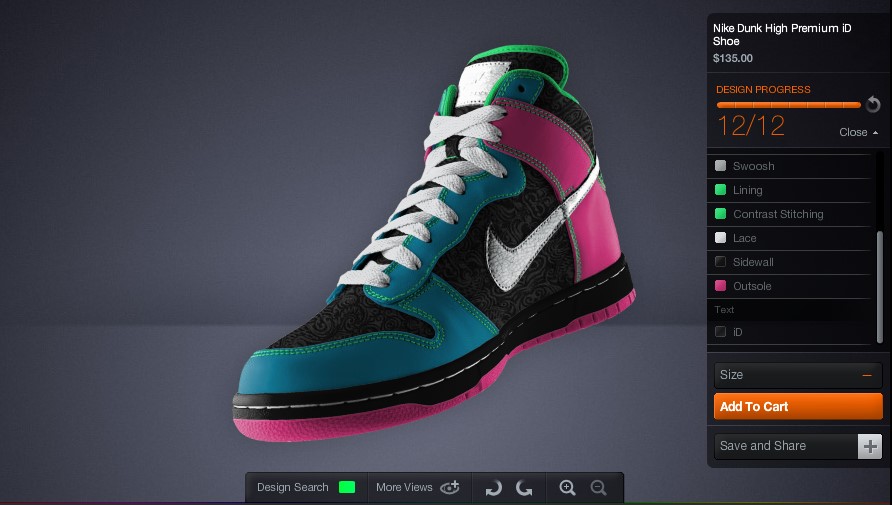 Nike Dunk High Premium iD
Shoe
$135.00
DESIGN PROGRESS
12/12
Close
Swoosh
Lining
Contrast Stitching
Lace
Sidewall
Outsole
Text
iD
Size
Add To Cart
Save and Share
Design Search
More Views